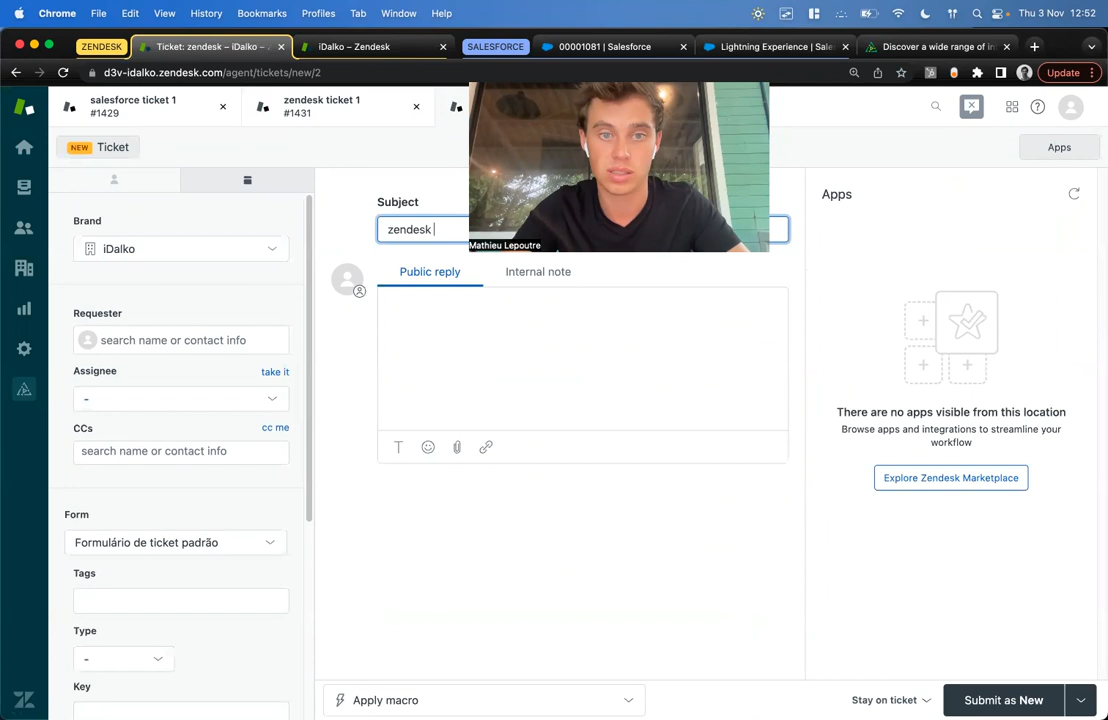 Chrome File Edit View History Bookmarks Profiles Tab Window Help Thu 3 Nov 12:52
ZENDESK Ticket: zendesk – iDalko – iDalko – Zendesk SALESFORCE 00001081 | Salesforce Lightning Experience | Sales Discover a wide range of in
d3v-idalko.zendesk.com/agent/tickets/new/2 Update
salesforce ticket 1
#1429
zendesk ticket 1
#1431
NEW Ticket
Apps
Brand
iDalko
Requester
search name or contact info
Assignee take it
-
CCs cc me
search name or contact info
Form
Formulário de ticket padrão
Tags
Type
-
Key
Subject
zendesk
Mathieu Lepoutre
Public reply Internal note
Apply macro
Apps
There are no apps visible from this location
Browse apps and integrations to streamline your
workflow
Explore Zendesk Marketplace
Stay on ticket Submit as New